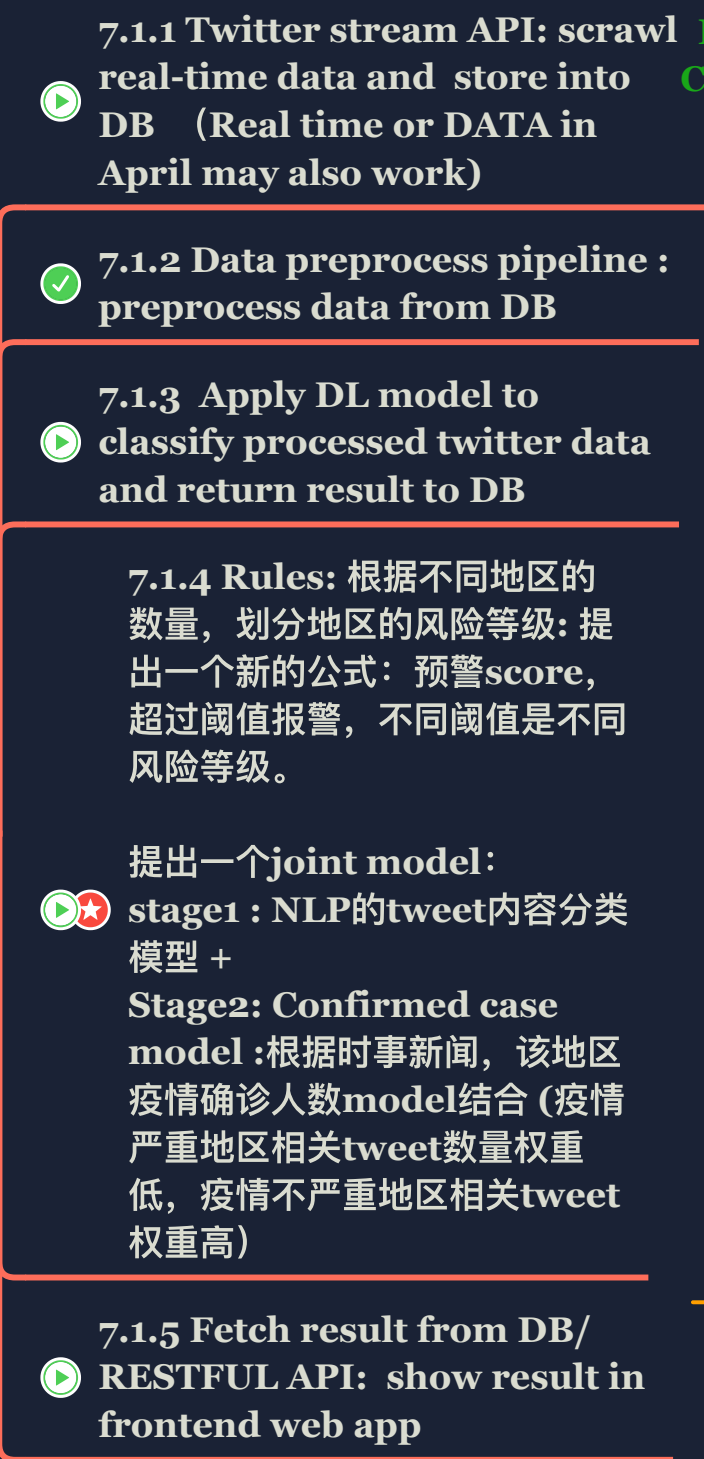 7.1.1 Twitter stream API: scrawl
real-time data and  store into
DB （Real time or DATA in
April may also work)
7.1.2 Data preprocess pipeline :
preprocess data from DB
7.1.3  Apply DL model to
classify processed twitter data
and return result to DB
7.1.4 Rules: 根据不同地区的
数量，划分地区的风险等级: 提
出一个新的公式：预警score，
超过阈值报警，不同阈值是不同
风险等级。
提出一个joint model：
stage1 : NLP的tweet内容分类
模型 +
Stage2: Confirmed case
model :根据时事新闻，该地区
疫情确诊人数model结合 (疫情
严重地区相关tweet数量权重
低，疫情不严重地区相关tweet
权重高）
7.1.5 Fetch result from DB/
RESTFUL API:  show result in
frontend web app